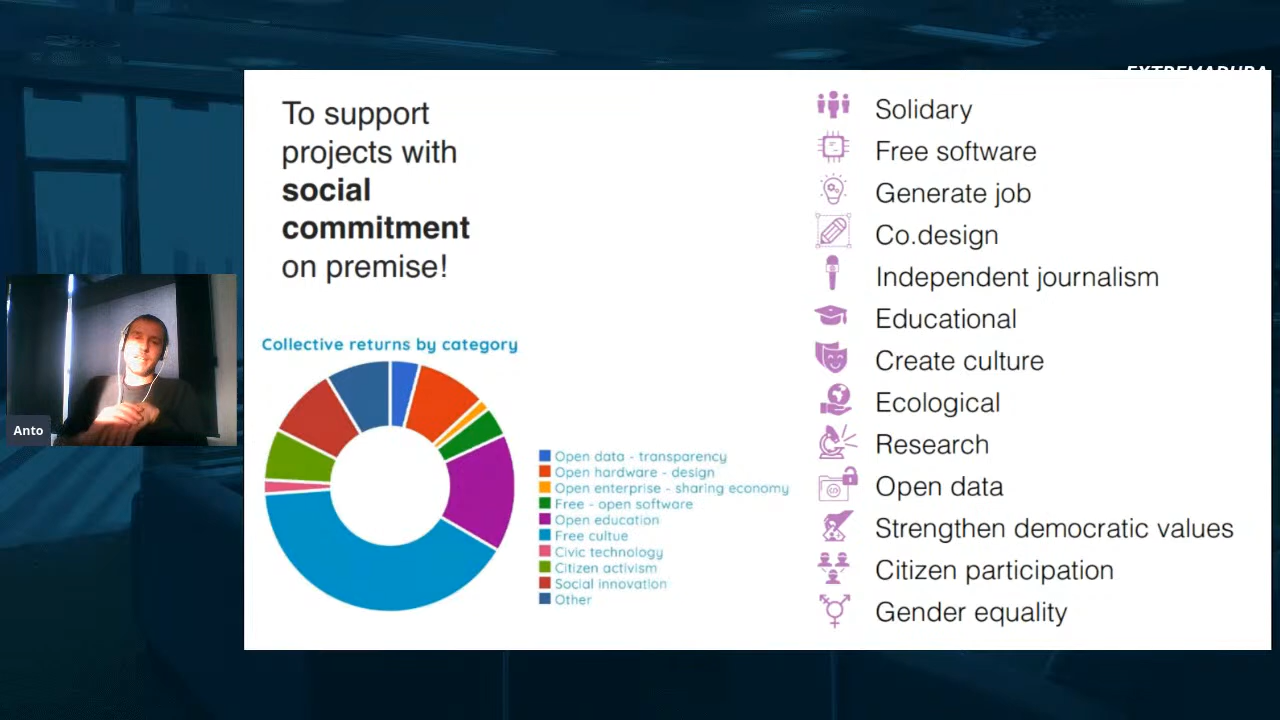 EXTREMADURA
To support
projects with
social
commitment
on premise!
Collective returns by category
Open data - transparency
Open hardware - design
Open enterprise - sharing economy
Free - open software
Open education
Free cultue
Civic technology
Citizen activism
Social innovation
Other
Solidary
Free software
Generate job
Co.design
Independent journalism
Educational
Create culture
Ecological
Research
Open data
Strengthen democratic values
Citizen participation
Gender equality
Anto